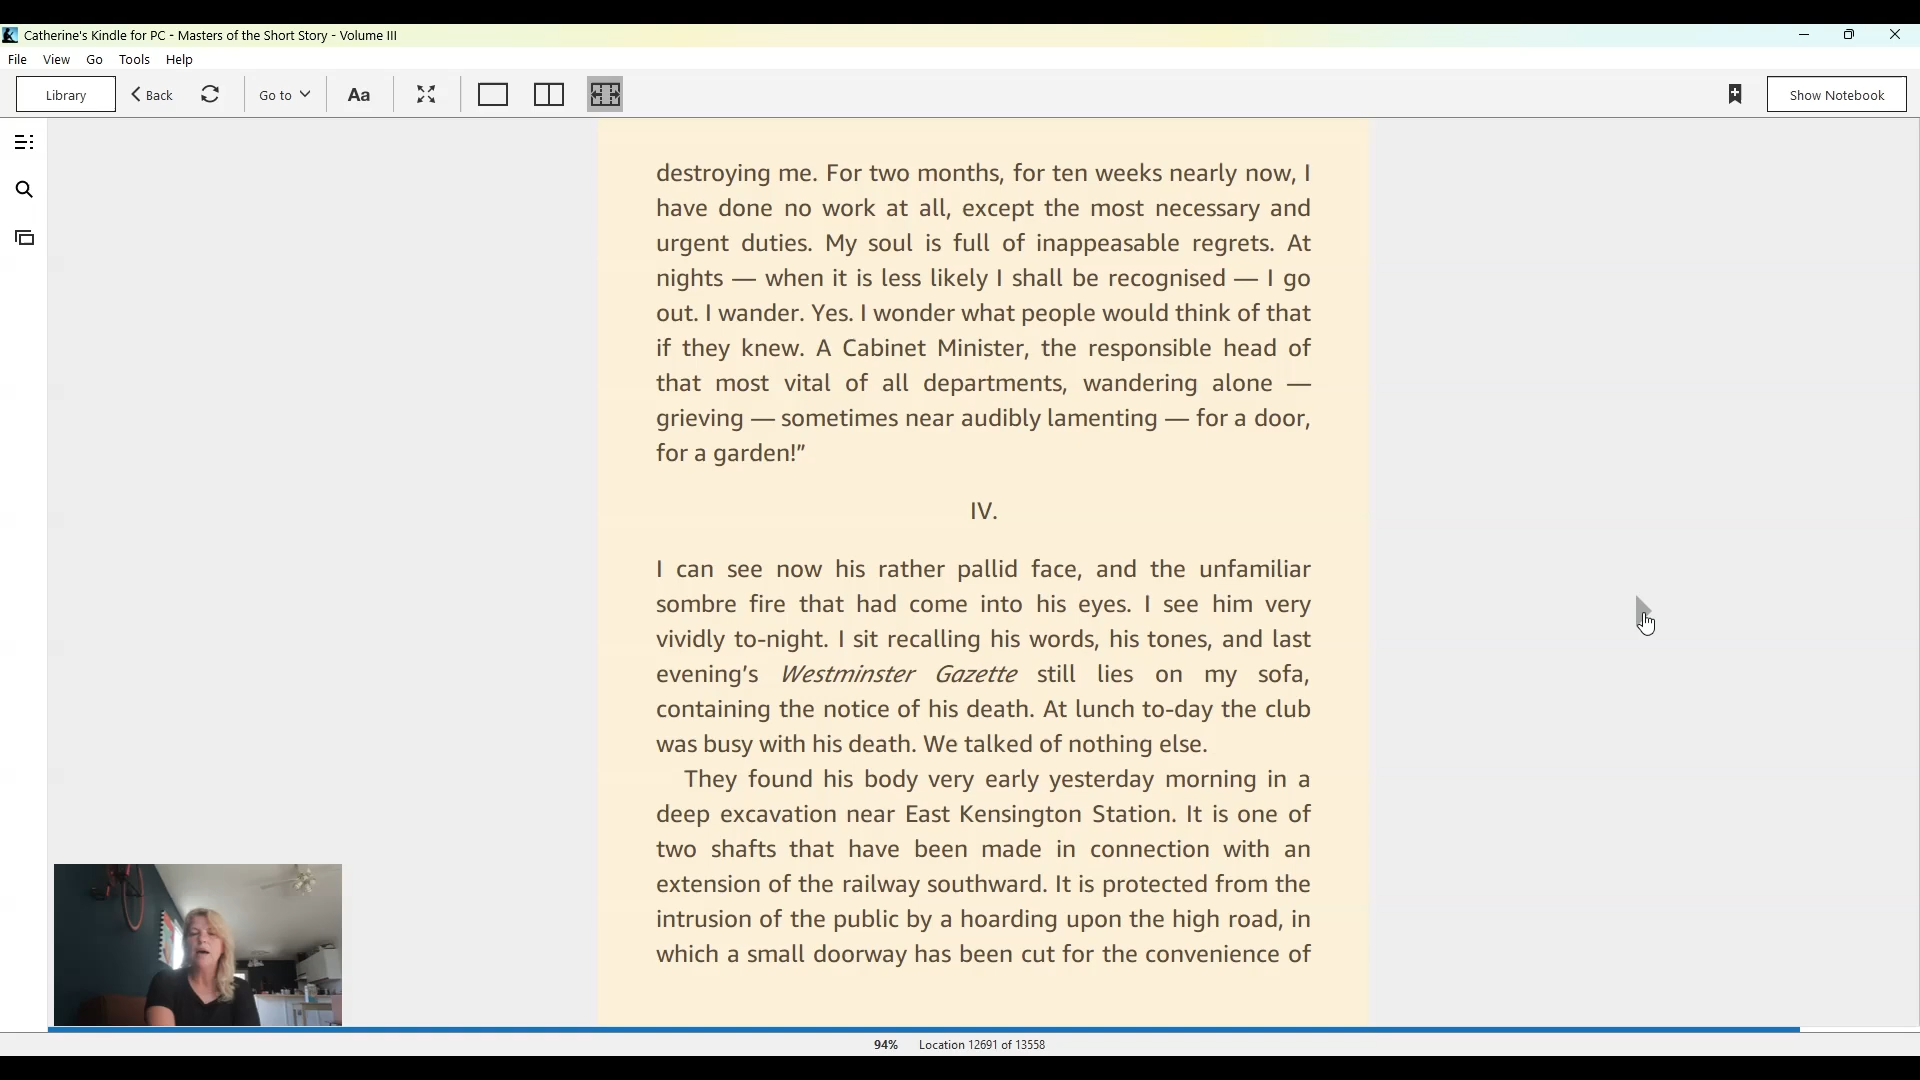 Catherine's Kindle for PC - Masters of the Short Story - Volume III
File View Go Tools Help
Library Back Go to Aa Show Notebook
destroying me. For two months, for ten weeks nearly now, I
have done no work at all, except the most necessary and
urgent duties. My soul is full of inappeasable regrets. At
nights — when it is less likely I shall be recognised — I go
out. I wander. Yes. I wonder what people would think of that
if they knew. A Cabinet Minister, the responsible head of
that most vital of all departments, wandering alone —
grieving — sometimes near audibly lamenting — for a door,
for a garden!”
IV.
I can see now his rather pallid face, and the unfamiliar
sombre fire that had come into his eyes. I see him very
vividly to-night. I sit recalling his words, his tones, and last
evening’s Westminster Gazette still lies on my sofa,
containing the notice of his death. At lunch to-day the club
was busy with his death. We talked of nothing else.
They found his body very early yesterday morning in a
deep excavation near East Kensington Station. It is one of
two shafts that have been made in connection with an
extension of the railway southward. It is protected from the
intrusion of the public by a hoarding upon the high road, in
which a small doorway has been cut for the convenience of
94% Location 12691 of 13558